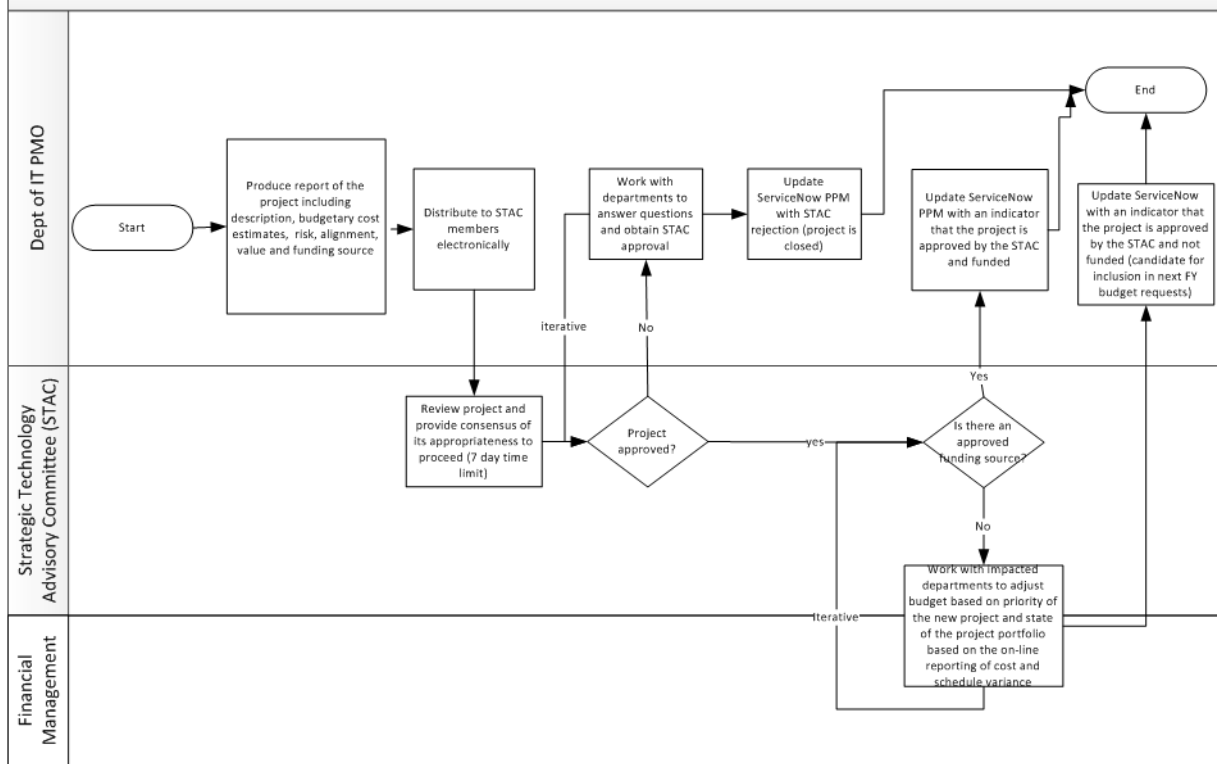 Dept of IT PMO
Start
Produce report of the
project including
description, budgetary cost
estimates, risk, alignment,
value and funding source
Distribute to STAC
members
electronically
Work with
departments to
answer questions
and obtain STAC
approval
Update
ServiceNow PPM
with STAC
rejection (project is
closed)
Update ServiceNow
PPM with an indicator
that the project is
approved by the STAC
and funded
End
Update ServiceNow
with an indicator that
the project is approved
by the STAC and not
funded (candidate for
inclusion in next FY
budget requests)
iterative
No
Strategic Technology
Advisory Committee (STAC)
Review project and
provide consensus of
its appropriateness to
proceed (7 day time
limit)
Project
approved?
yes
Yes
Is there an
approved
funding source?
No
Financial
Management
Iterative
Work with impacted
departments to adjust
budget based on priority of
the new project and state
of the project portfolio
based on the on-line
reporting of cost and
schedule variance